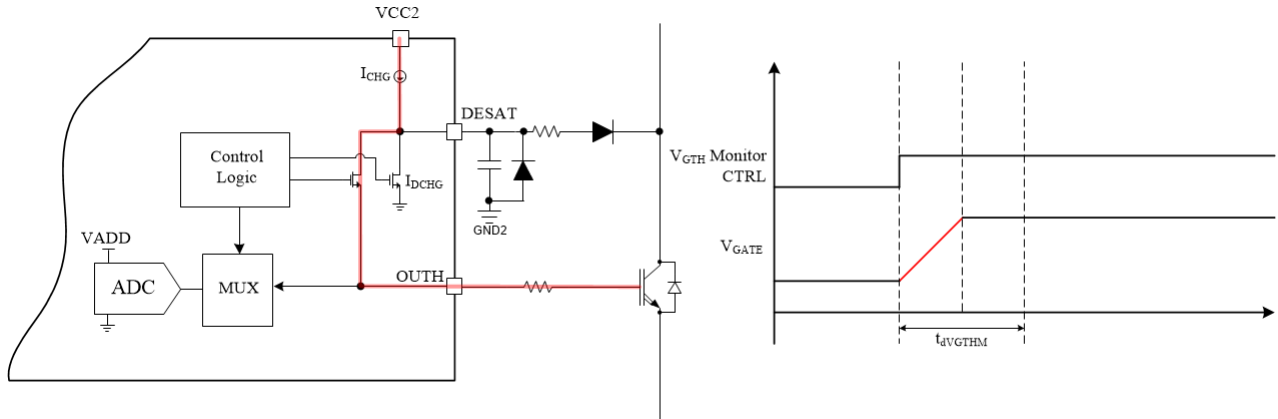 VCC2
ICHG
DESAT
Control
Logic
IDCHG
GND2
VADD
ADC
MUX
OUTH
VGTH Monitor
CTRL
VGATE
tdVGTHM